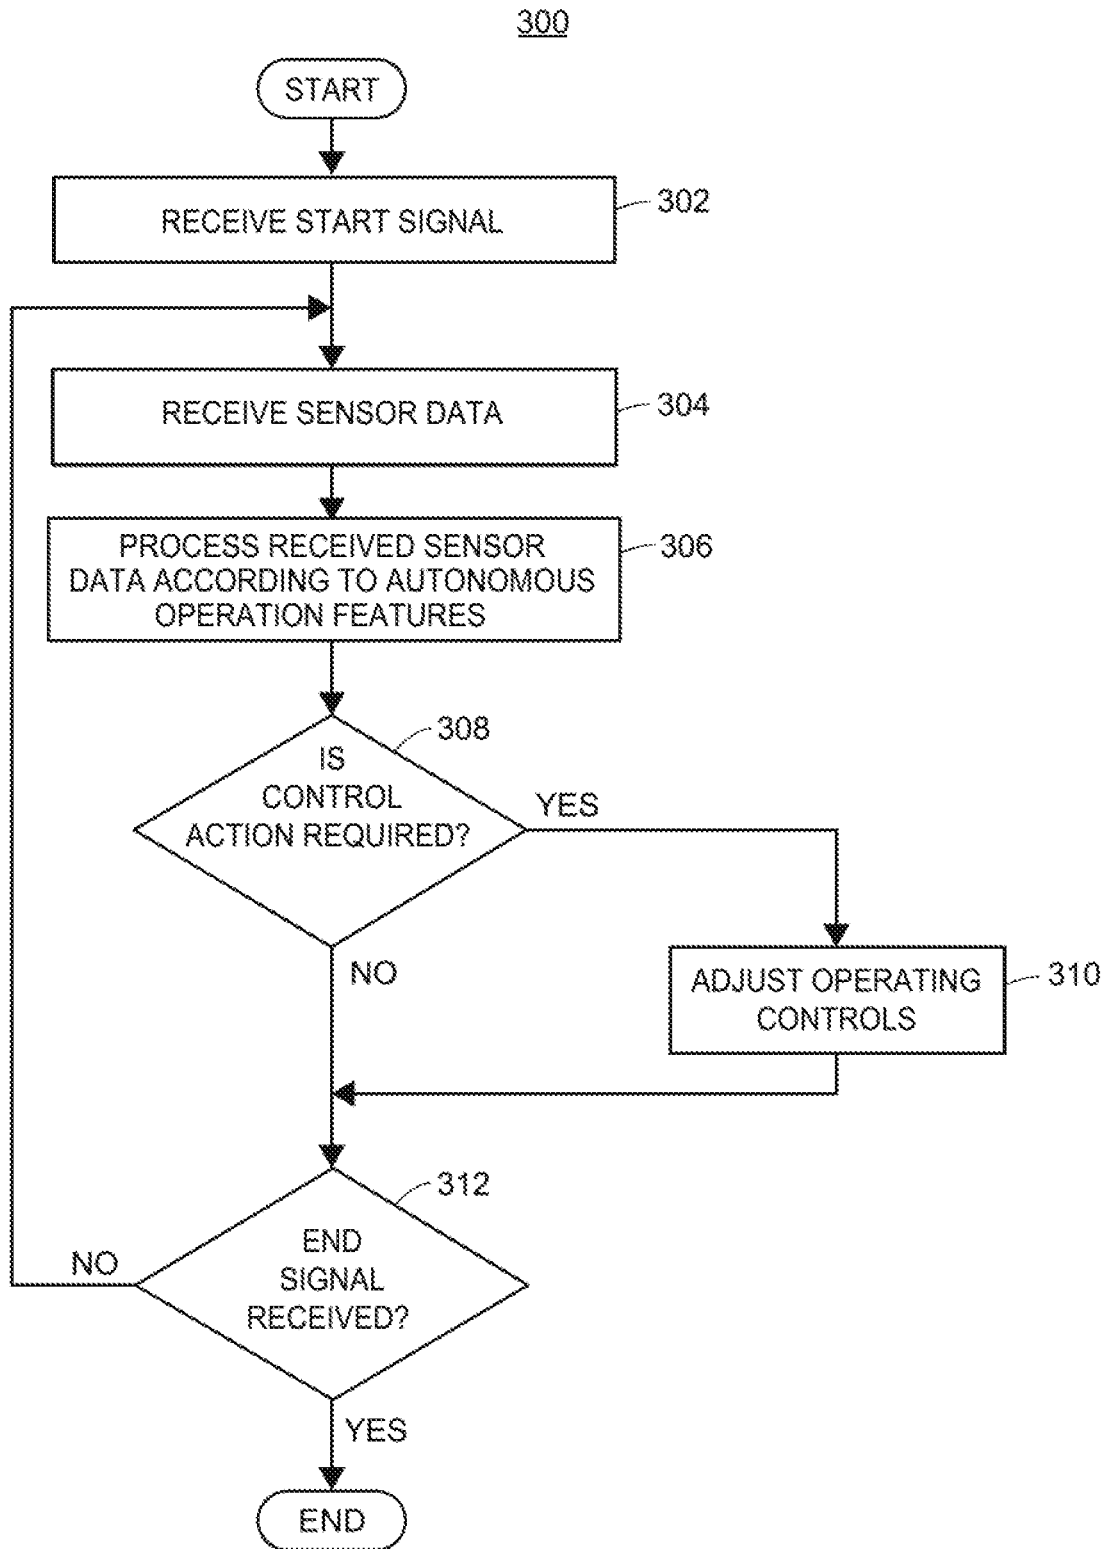 300
START
RECEIVE START SIGNAL
302
RECEIVE SENSOR DATA
304
PROCESS RECEIVED SENSOR
DATA ACCORDING TO AUTONOMOUS
OPERATION FEATURES
306
308
IS
CONTROL
ACTION REQUIRED?
YES
NO
ADJUST OPERATING
CONTROLS
310
312
END
SIGNAL
RECEIVED?
NO
YES
END